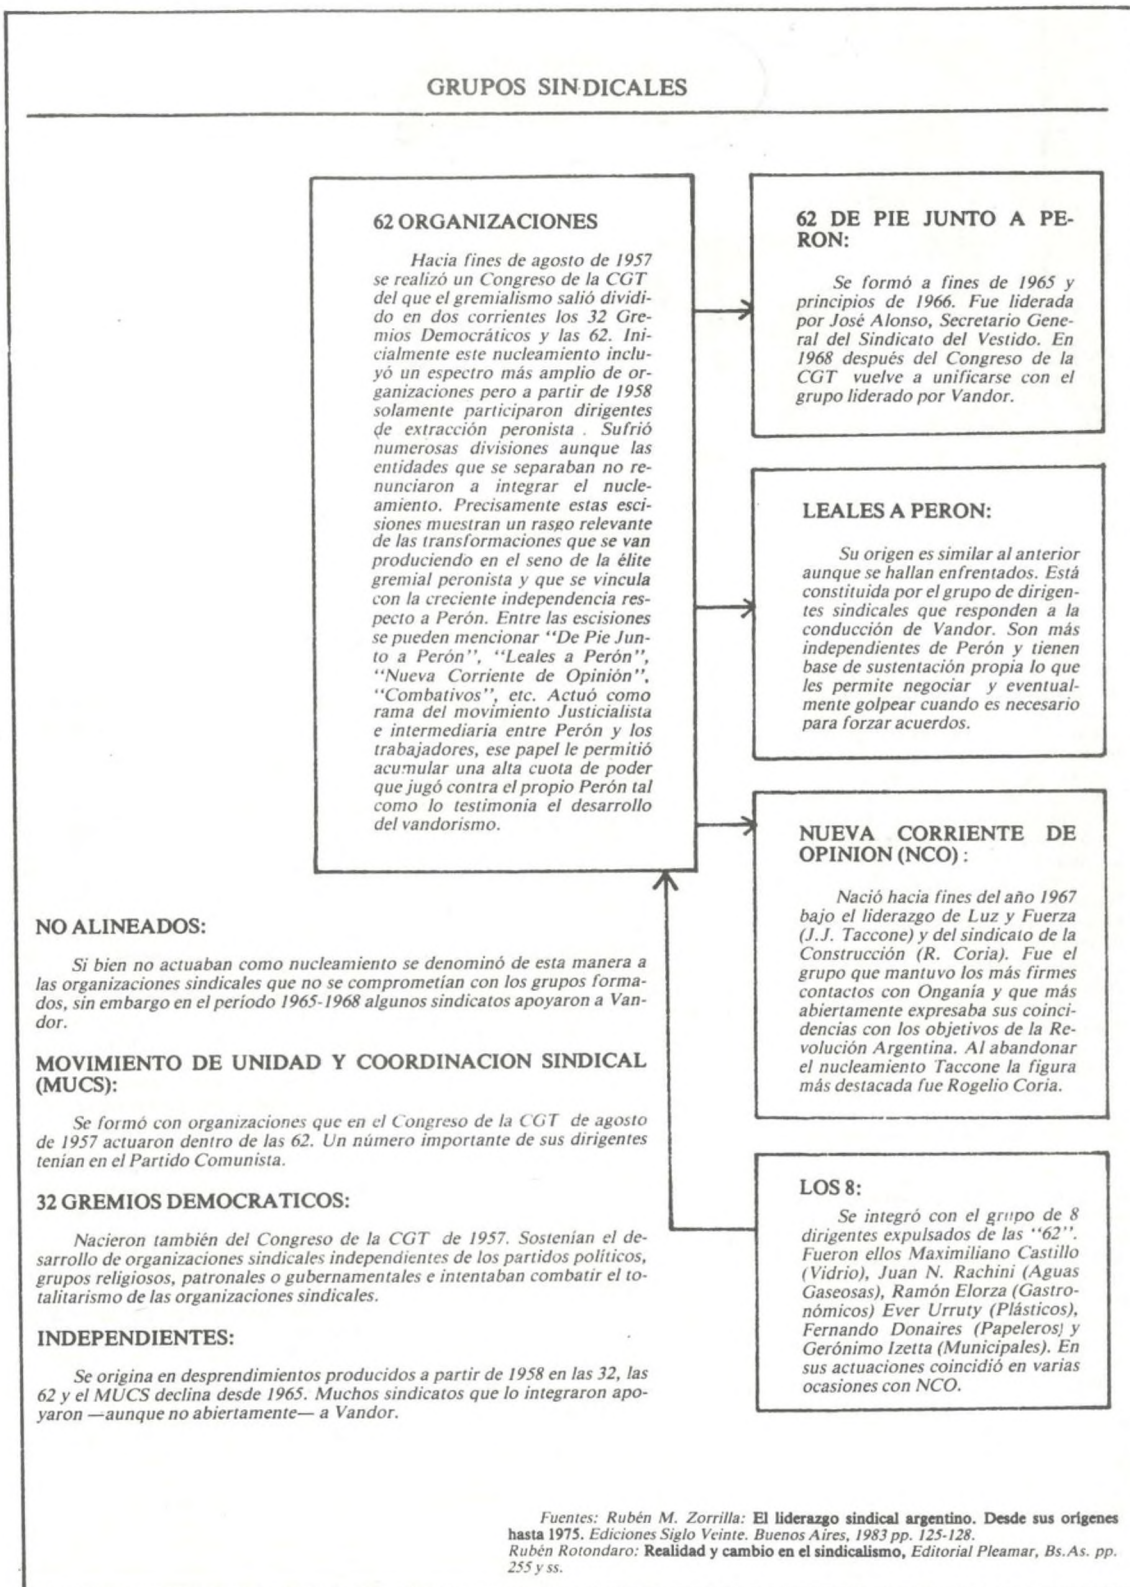 GRUPOS SINDICALES
62 ORGANIZACIONES
Hacia fines de agosto de 1957
se realizó un Congreso de la CGT
del que el gremialismo salió dividi-
do en dos corrientes los 32 Gre-
mios Democráticos y las 62. Ini-
cialmente este nucleamiento inclu-
yó un espectro más amplio de or-
ganizaciones pero a partir de 1958
solamente participaron dirigentes
de extracción peronista . Sufrió
numerosas divisiones aunque las
entidades que se separaban no re-
nunciaron a integrar el nuclea-
miento. Precisamente estas esci-
siones muestran un rasgo relevante
de las transformaciones que se van
produciendo en el seno de la élite
gremial peronista y que se vincula
con la creciente independencia res-
pecto a Perón. Entre las escisiones
se pueden mencionar "De Pie Jun-
to a Perón", "Leales a Perón",
"Nueva Corriente de Opinión",
"Combativos", etc. Actuó como
rama del movimiento Justicialista
e intermediaria entre Perón y los
trabajadores, ese papel le permitió
acumular una alta cuota de poder
que jugó contra el propio Perón tal
como lo testimonia el desarrollo
del vandorismo.
62 DE PIE JUNTO A PE-
RON:
Se formó a fines de 1965 y
principios de 1966. Fue liderada
por José Alonso, Secretario Gene-
ral del Sindicato del Vestido. En
1968 después del Congreso de la
CGT vuelve a unificarse con el
grupo liderado por Vandor.
LEALES A PERON:
Su origen es similar al anterior
aunque se hallan enfrentados. Está
constituida por el grupo de dirigen-
tes sindicales que responden a la
conducción de Vandor. Son más
independientes de Perón y tienen
base de sustentación propia lo que
les permite negociar y eventual-
mente golpear cuando es necesario
para forzar acuerdos.
NUEVA CORRIENTE DE
OPINION (NCO) :
Nació hacia fines del año 1967
bajo el liderazgo de Luz y Fuerza
(J.J. Taccone) y del sindicato de la
Construcción (R. Coria). Fue el
grupo que mantuvo los más firmes
contactos con Onganía y que más
abiertamente expresaba sus coinci-
dencias con los objetivos de la Re-
volución Argentina. Al abandonar
el nucleamiento Taccone la figura
más destacada fue Rogelio Coria.
LOS 8:
Se integró con el grupo de 8
dirigentes expulsados de las "62".
Fueron ellos Maximiliano Castillo
(Vidrio), Juan N. Rachini (Aguas
Gaseosas), Ramón Elorza (Gastro-
nómicos) Ever Urruty (Plásticos),
Fernando Donaires (Papeleros) y
Gerónimo Izetta (Municipales). En
sus actuaciones coincidió en varias
ocasiones con NCO.
NO ALINEADOS:
Si bien no actuaban como nucleamiento se denominó de esta manera a
las organizaciones sindicales que no se comprometían con los grupos forma-
dos, sin embargo en el período 1965-1968 algunos sindicatos apoyaron a Van-
dor.
MOVIMIENTO DE UNIDAD Y COORDINACION SINDICAL
(MUCS):
Se formó con organizaciones que en el Congreso de la CGT de agosto
de 1957 actuaron dentro de las 62. Un número importante de sus dirigentes
tenían en el Partido Comunista.
32 GREMIOS DEMOCRATICOS:
Nacieron también del Congreso de la CGT de 1957. Sostenían el de-
sarrollo de organizaciones sindicales independientes de los partidos políticos,
grupos religiosos, patronales o gubernamentales e intentaban combatir el to-
talitarismo de las organizaciones sindicales.
INDEPENDIENTES:
Se origina en desprendimientos producidos a partir de 1958 en las 32, las
62 y el MUCS declina desde 1965. Muchos sindicatos que lo integraron apo-
yaron —aunque no abiertamente— a Vandor.
Fuentes: Rubén M. Zorrilla: El liderazgo sindical argentino. Desde sus orígenes
hasta 1975. Ediciones Siglo Veinte. Buenos Aires, 1983 pp. 125-128.
Rubén Rotondaro: Realidad y cambio en el sindicalismo, Editorial Pleamar, Bs.As. pp.
255 y ss.